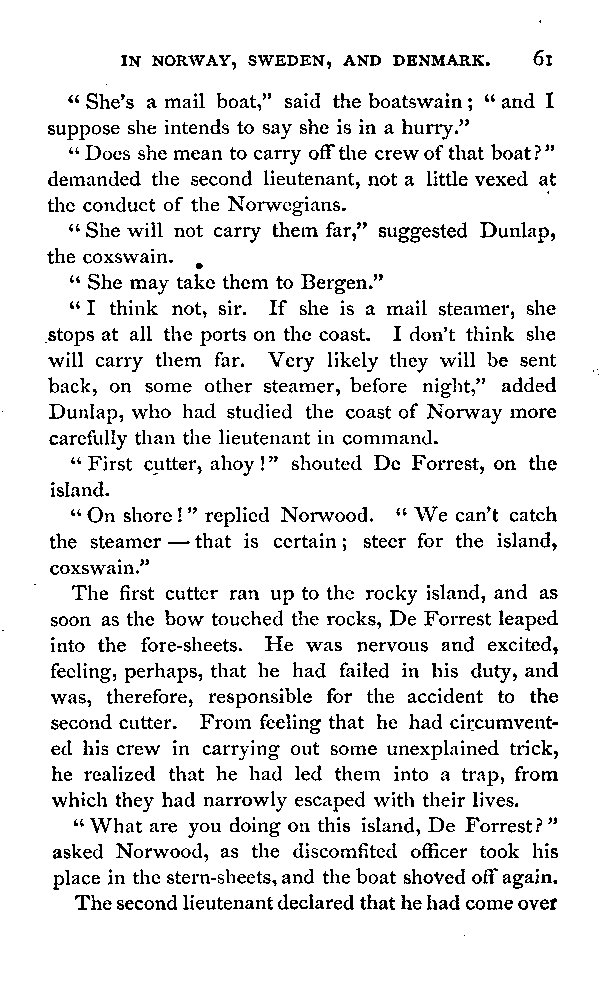 IN NORWAY, SWEDEN, AND DENMARK. 61
“ She’s a mail boat,” said the boatswain ; “ and I
suppose she intends to say she is in a hurry.”
“ Does she mean to carry off the crew of that boat ? ”
demanded the second lieutenant, not a little vexed at
the conduct of the Norwegians.
“ She will not carry them far,” suggested Dunlap,
the coxswain.
“ She may take them to Bergen.”
“ I think not, sir. If she is a mail steamer, she
stops at all the ports on the coast. I don’t think she
will carry them far. Very likely they will be sent
back, on some other steamer, before night,” added
Dunlap, who had studied the coast of Norway more
carefully than the lieutenant in command.
“ First cutter, ahoy ! ” shouted De Forrest, on the
island.
“ On shore ! ” replied Norwood. “ We can’t catch
the steamer — that is certain ; steer for the island,
coxswain.”
The first cutter ran up to the rocky island, and as
soon as the bow touched the rocks, De Forrest leaped
into the fore-sheets. He was nervous and excited,
feeling, perhaps, that he had failed in his duty, and
was, therefore, responsible for the accident to the
second cutter. From feeling that he had circumvent-
ed his crew in carrying out some unexplained trick,
he realized that he had led them into a trap, from
which they had narrowly escaped with their lives.
“ What are you doing on this island, De Forrest ? ”
asked Norwood, as the discomfited officer took his
place in the stern-sheets, and the boat shoved off again.
The second lieutenant declared that he had come over